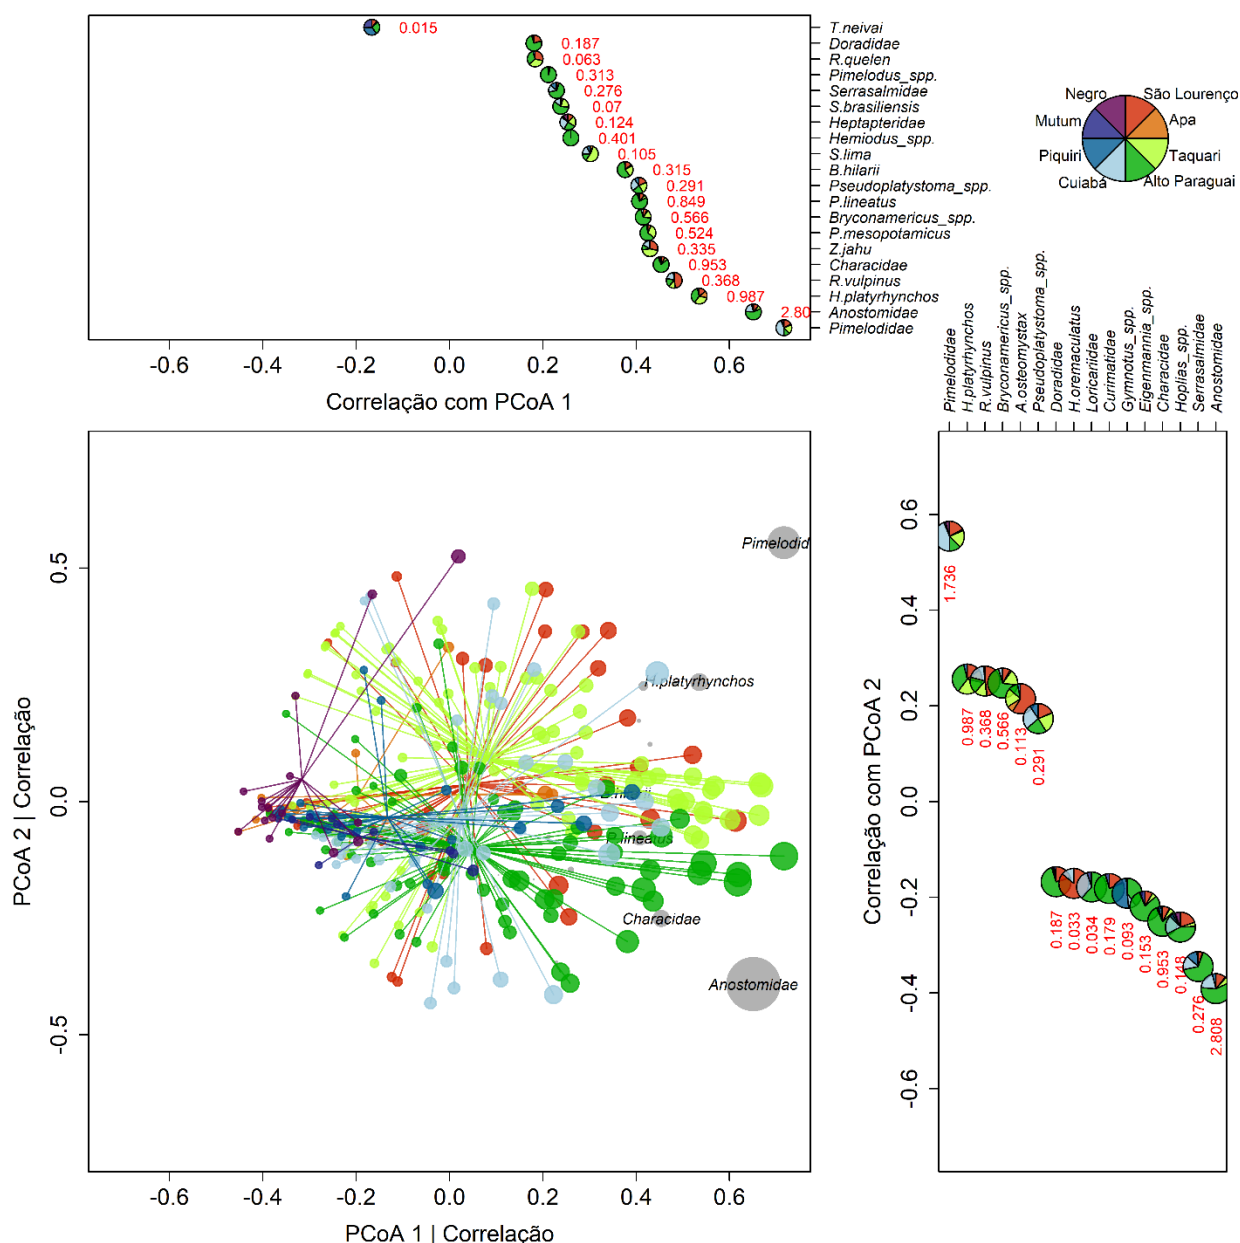 T.neivai
0.015
Doradidae
0.187
R.quelen
0.063
Pimelodus_spp.
0.313
Serrasalmidae
0.276
S.brasiliensis
0.07
Heptapteridae
0.124
Hemiodus_spp.
0.401
S.lima
0.105
B.hilarii
0.315
Pseudoplatystoma_spp.
0.291
P.lineatus
0.849
Bryconamericus_spp.
0.566
P.mesopotamicus
0.524
Z.jahu
0.335
Characidae
0.953
R.vulpinus
0.368
H.platyrhynchos
0.987
Anostomidae
2.80
Pimelodidae
-0.6 -0.4 -0.2 0.0 0.2 0.4 0.6
Correlação com PCoA 1
Negro São Lourenço
Mutum Apa
Piquiri Taquari
Cuiabá Alto Paraguai
Pimelodidae
H.platyrhynchos
R.vulpinus
Bryconamericus_spp.
A.osteomystax
Pseudoplatystoma_spp.
Doradidae
H.oremaculatus
Loricariidae
Curimatidae
Gymnotus_spp.
Eigenmannia_spp.
Characidae
Hoplias_spp.
Serrasalmidae
Anostomidae
0.6
0.4
0.2
0.0
-0.2
-0.4
-0.6
Correlação com PCoA 2
1.736
0.987
0.368
0.566
0.113
0.291
0.187
0.033
0.034
0.179
0.093
0.153
0.953
0.148
0.276
2.808
0.5
0.0
-0.5
PCoA 2 | Correlação
Pimelodid
H.platyrhynchos
P.lineatus
Characidae
Anostomidae
-0.6 -0.4 -0.2 0.0 0.2 0.4 0.6
PCoA 1 | Correlação